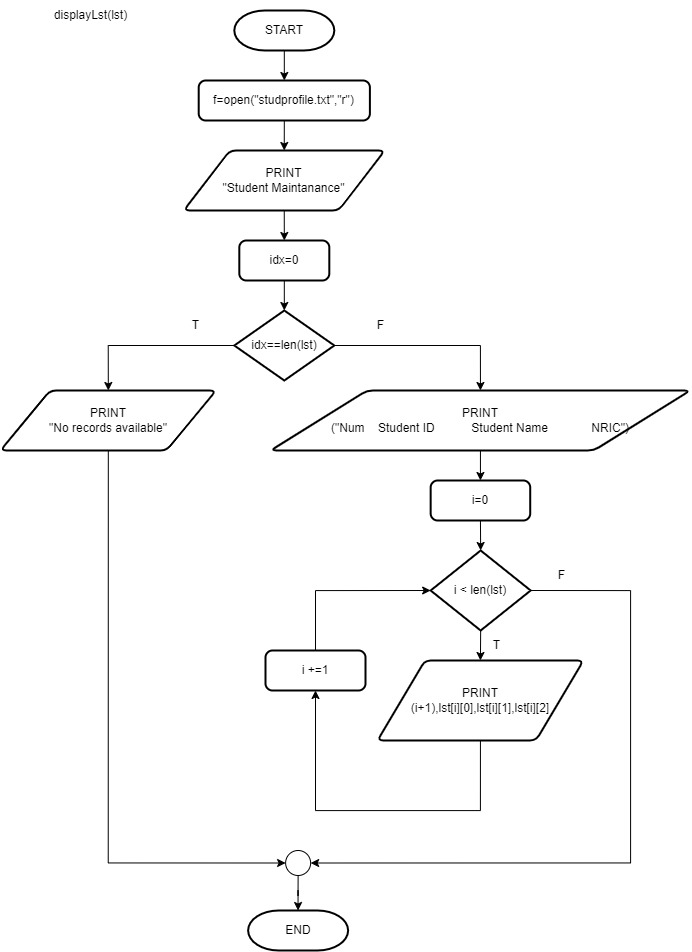 displayLst(lst)
START
f=open("studprofile.txt","r")
PRINT
"Student Maintanance"
idx=0
T
F
idx==len(lst)
PRINT
"No records available"
PRINT
("Num Student ID Student Name NRIC")
i=0
F
i < len(lst)
T
i +=1
PRINT
(i+1),lst[i][0],lst[i][1],lst[i][2]
END